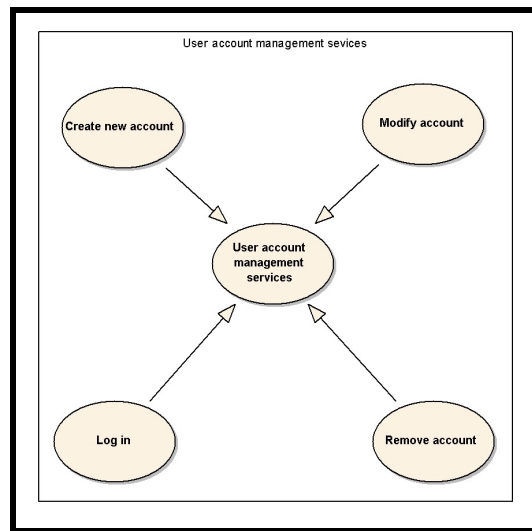 User account management sevices
Create new account
Modify account
User account
management
services
Log in
Remove account